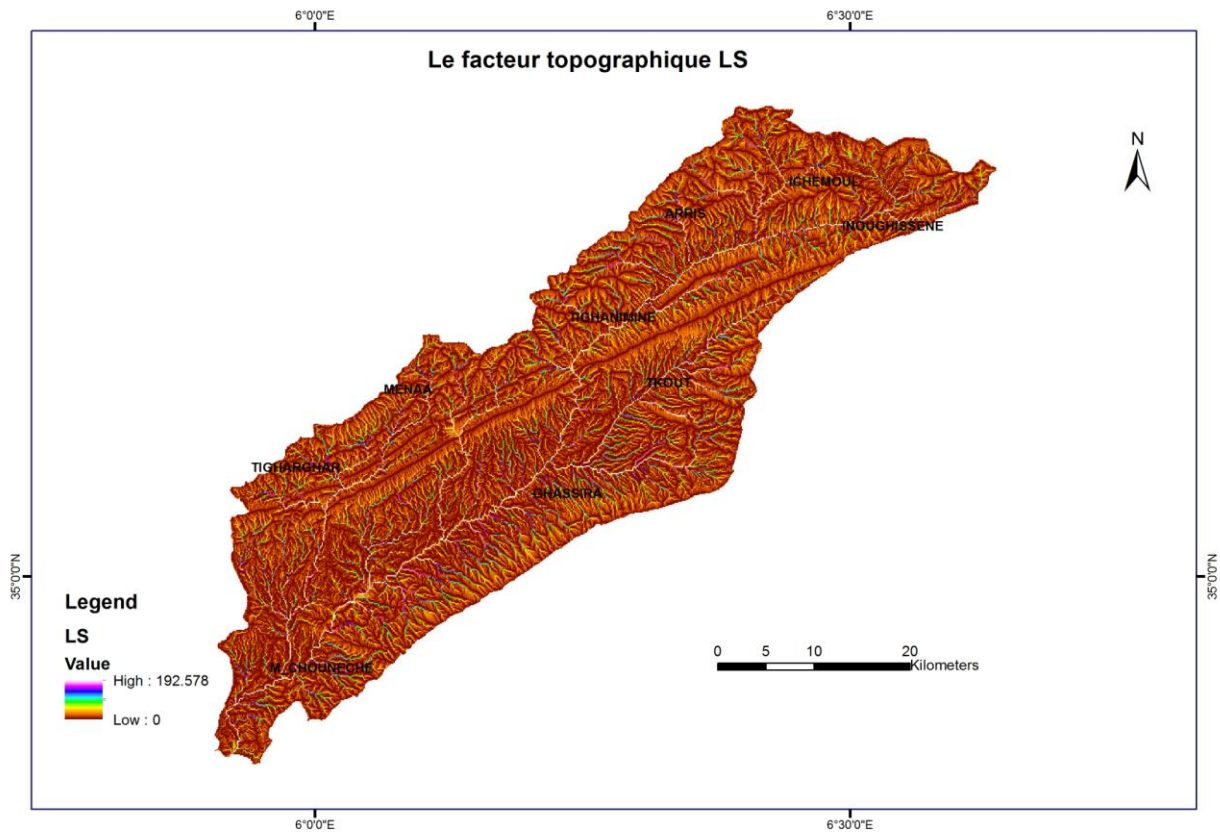 6°0'0"E
6°30'0"E
Le facteur topographique LS
N
ICHEMOUL
ARRIS
INOUGHISSENE
TIGHANIMINE
TKOUT
MENAA
TIGHARGHAR
GHASSIRA
35°0'0"N
35°0'0"N
Legend
LS
Value
High : 192.578
Low : 0
M. CHOUNECHE
0 5 10 20
Kilometers
6°0'0"E
6°30'0"E